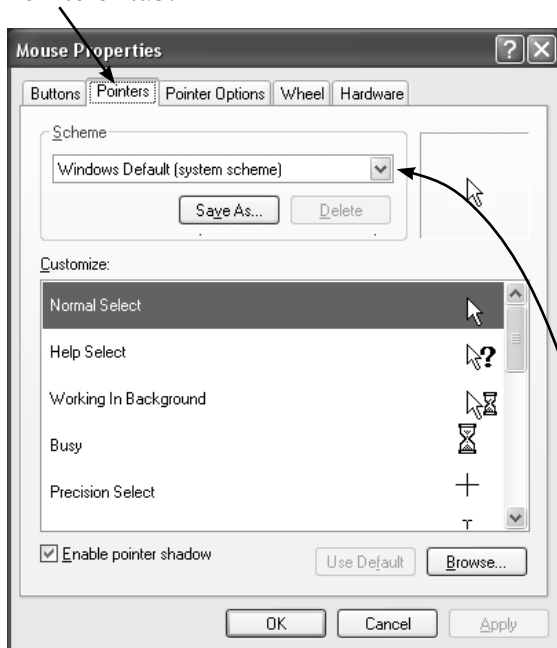 Mouse Properties
Buttons Pointers Pointer Options Wheel Hardware
Scheme
Windows Default (system scheme)
Save As... Delete
Customize:
Normal Select
Help Select
Working In Background
Busy
Precision Select
Enable pointer shadow
Use Default Browse...
OK Cancel Apply